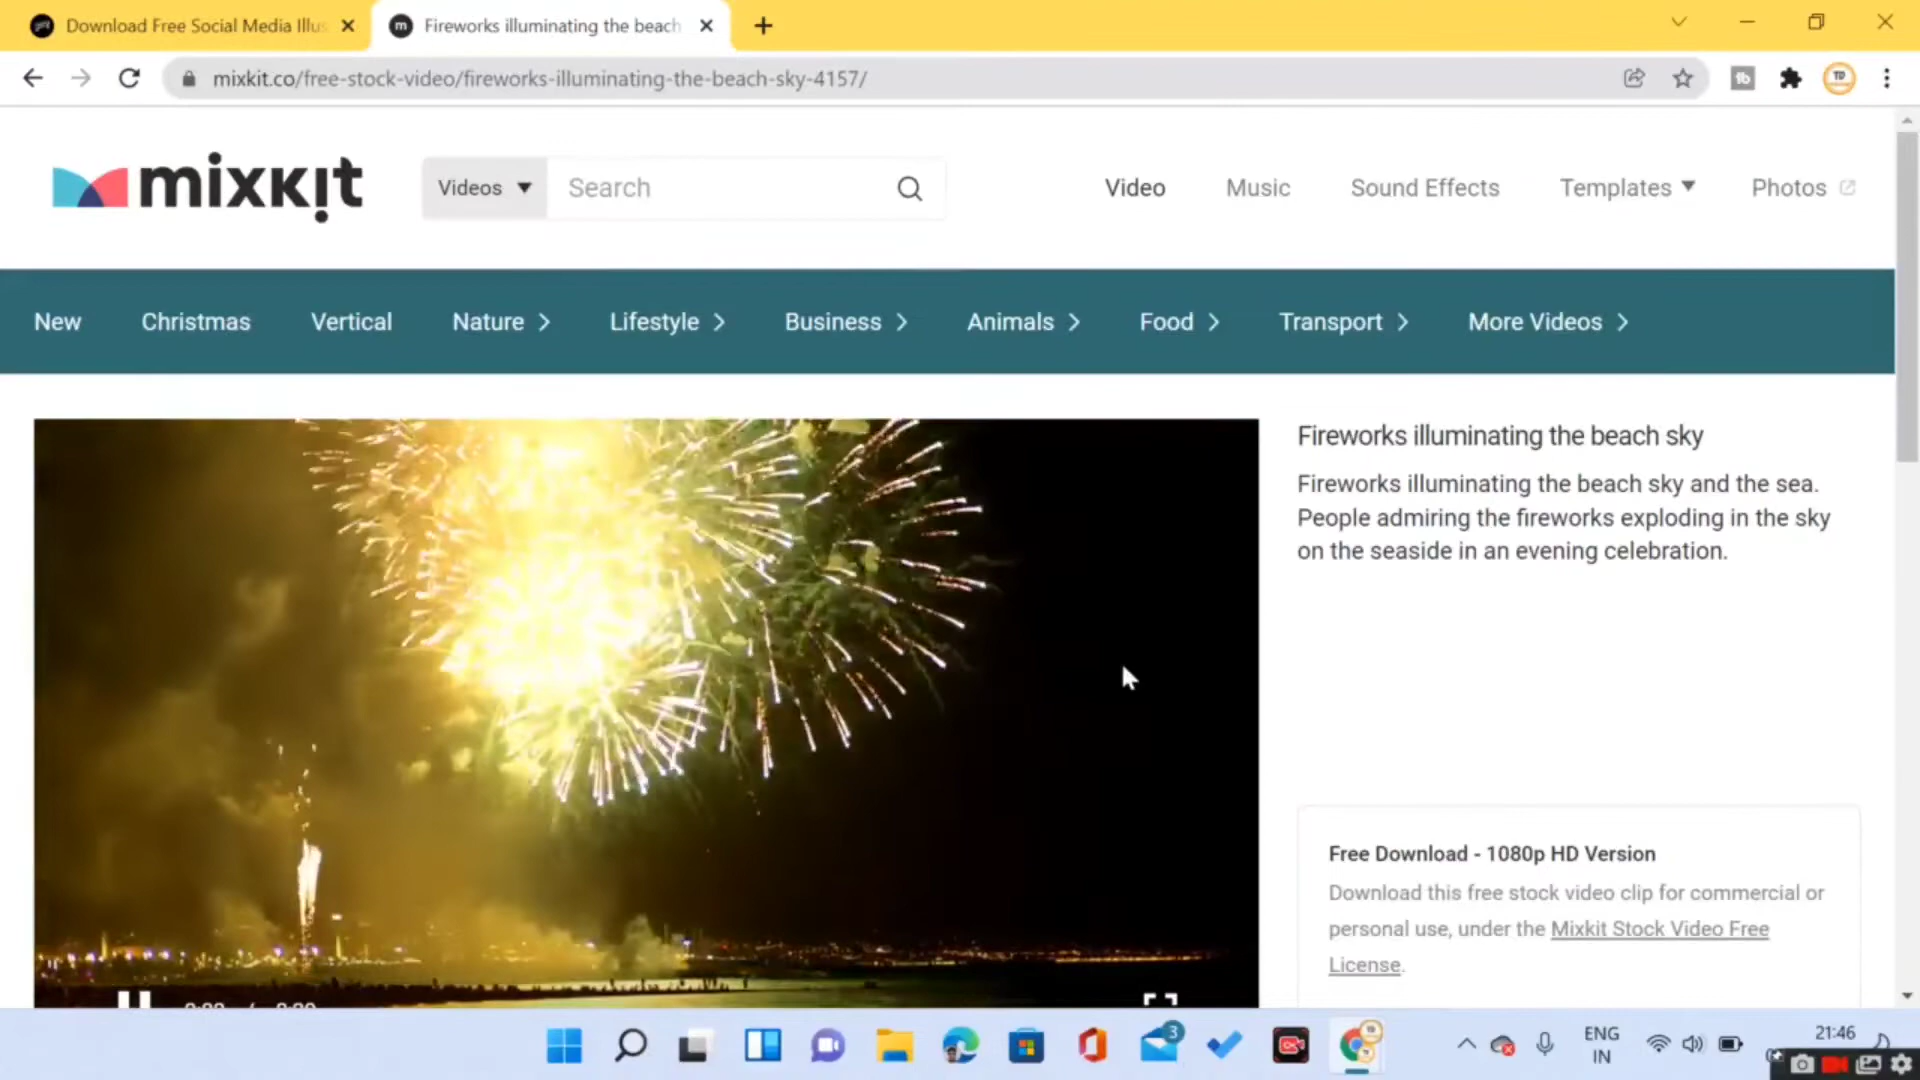 Download Free Social Media Illus
Fireworks illuminating the beach
mixkit.co/free-stock-video/fireworks-illuminating-the-beach-sky-4157/
mixkit
Videos
Search
Video
Music
Sound Effects
Templates
Photos
New
Christmas
Vertical
Nature
Lifestyle
Business
Animals
Food
Transport
More Videos
Fireworks illuminating the beach sky
Fireworks illuminating the beach sky and the sea.
People admiring the fireworks exploding in the sky
on the seaside in an evening celebration.
Free Download - 1080p HD Version
Download this free stock video clip for commercial or
personal use, under the Mixkit Stock Video Free
License.
3
ENG
IN
21:46